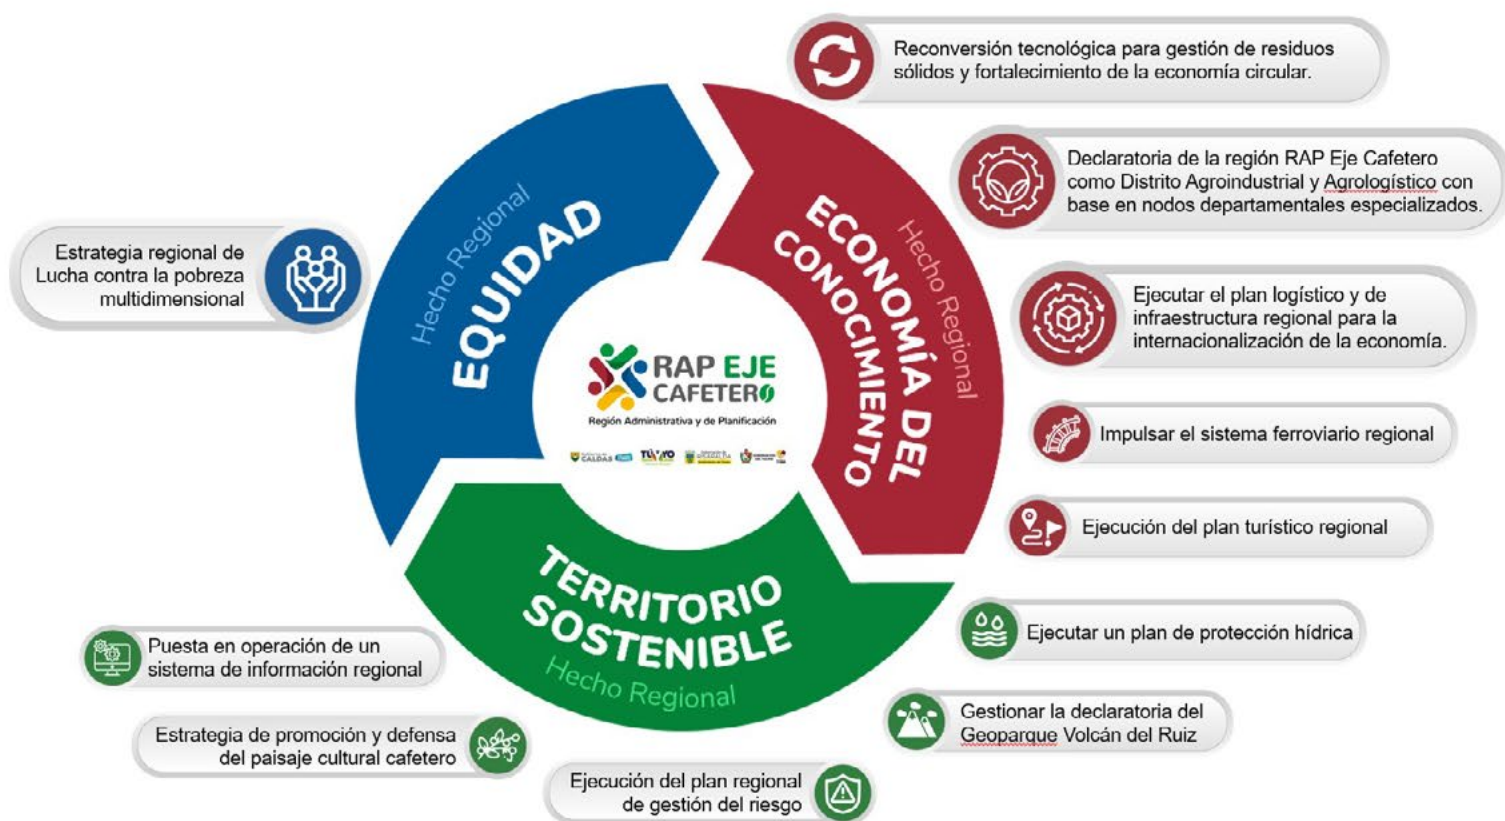 Reconversión tecnológica para gestión de residuos
sólidos y fortalecimiento de la economía circular.
Declaratoria de la región RAP Eje Cafetero
como Distrito Agroindustrial y Agrologístico con
base en nodos departamentales especializados.
Ejecutar el plan logístico y de
infraestructura regional para la
internacionalización de la economía.
Impulsar el sistema ferroviario regional
Ejecución del plan turístico regional
Hecho Regional
ECONOMÍA DEL
CONOCIMIENTO
Estrategia regional de
Lucha contra la pobreza
multidimensional
Hecho Regional
EQUIDAD
RAP EJE
CAFETERO
Región Administrativa y de Planificación
CALDAS
TERRITORIO
SOSTENIBLE
Hecho Regional
Ejecutar un plan de protección hídrica
Gestionar la declaratoria del
Geoparque Volcán del Ruiz
Ejecución del plan regional
de gestión del riesgo
Estrategia de promoción y defensa
del paisaje cultural cafetero
Puesta en operación de un
sistema de información regional